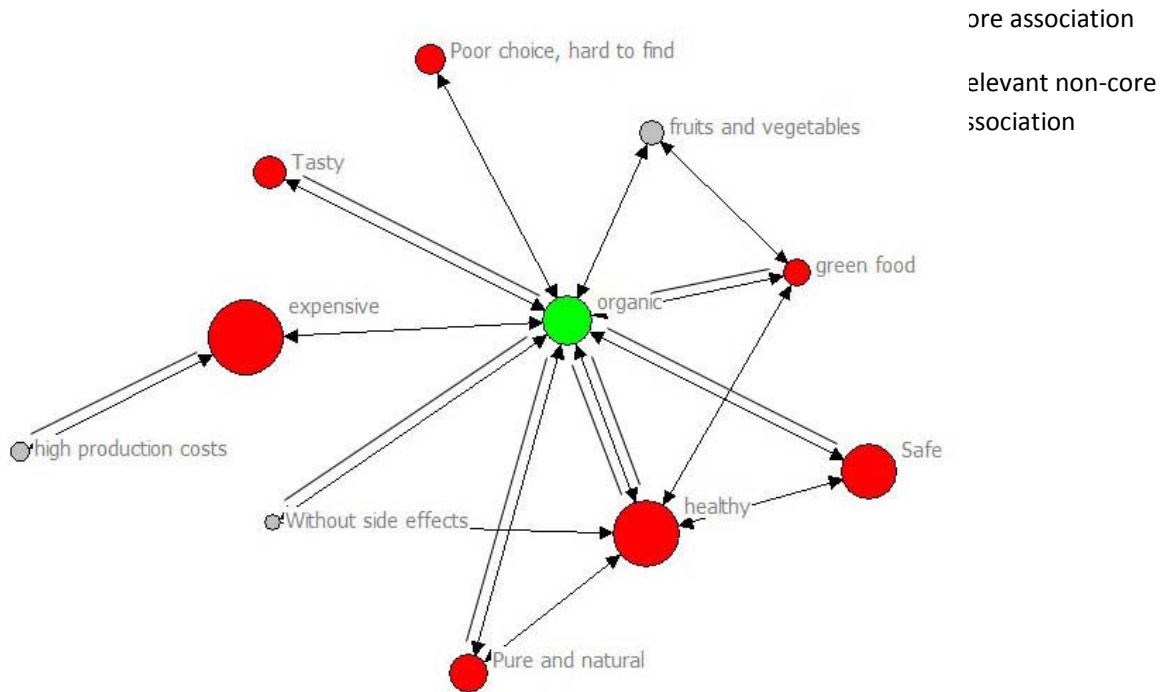 ore association
Poor choice, hard to find
elevant non-core
ssociation
fruits and vegetables
Tasty
green food
organic
expensive
high production costs
Safe
healthy
Without side effects
Pure and natural